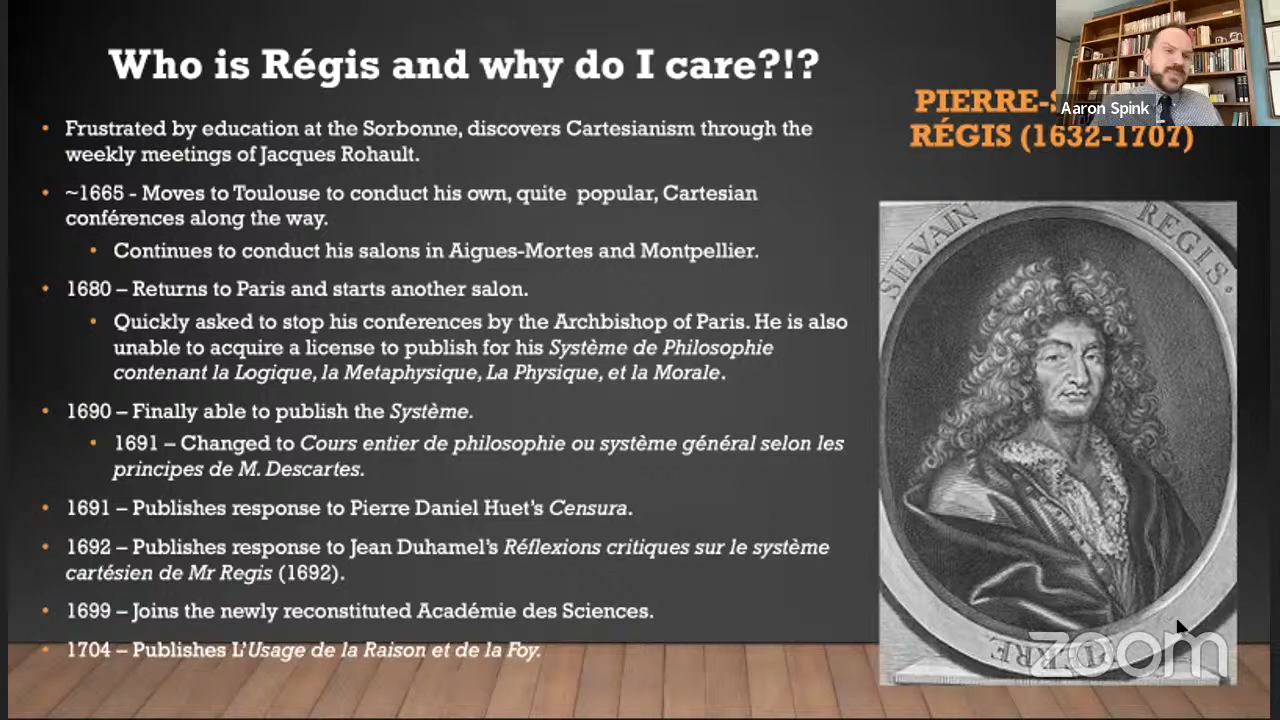 Who is Régis and why do I care?!?
• Frustrated by education at the Sorbonne, discovers Cartesianism through the
weekly meetings of Jacques Rohault.
• ~1665 - Moves to Toulouse to conduct his own, quite popular, Cartesian
conférences along the way.
• Continues to conduct his salons in Aigues-Mortes and Montpellier.
• 1680 – Returns to Paris and starts another salon.
• Quickly asked to stop his conferences by the Archbishop of Paris. He is also
unable to acquire a license to publish for his Système de Philosophie
contenant la Logique, la Metaphysique, La Physique, et la Morale.
• 1690 – Finally able to publish the Système.
• 1691 – Changed to Cours entier de philosophie ou système général selon les
principes de M. Descartes.
• 1691 – Publishes response to Pierre Daniel Huet's Censura.
• 1692 – Publishes response to Jean Duhamel's Réflexions critiques sur le système
cartésien de Mr Regis (1692).
• 1699 – Joins the newly reconstituted Académie des Sciences.
• 1704 – Publishes L'Usage de la Raison et de la Foy.
PIERRE-
RÉGIS (1632-1707)
Aaron Spink
SILVAIN REGIS.
zoom